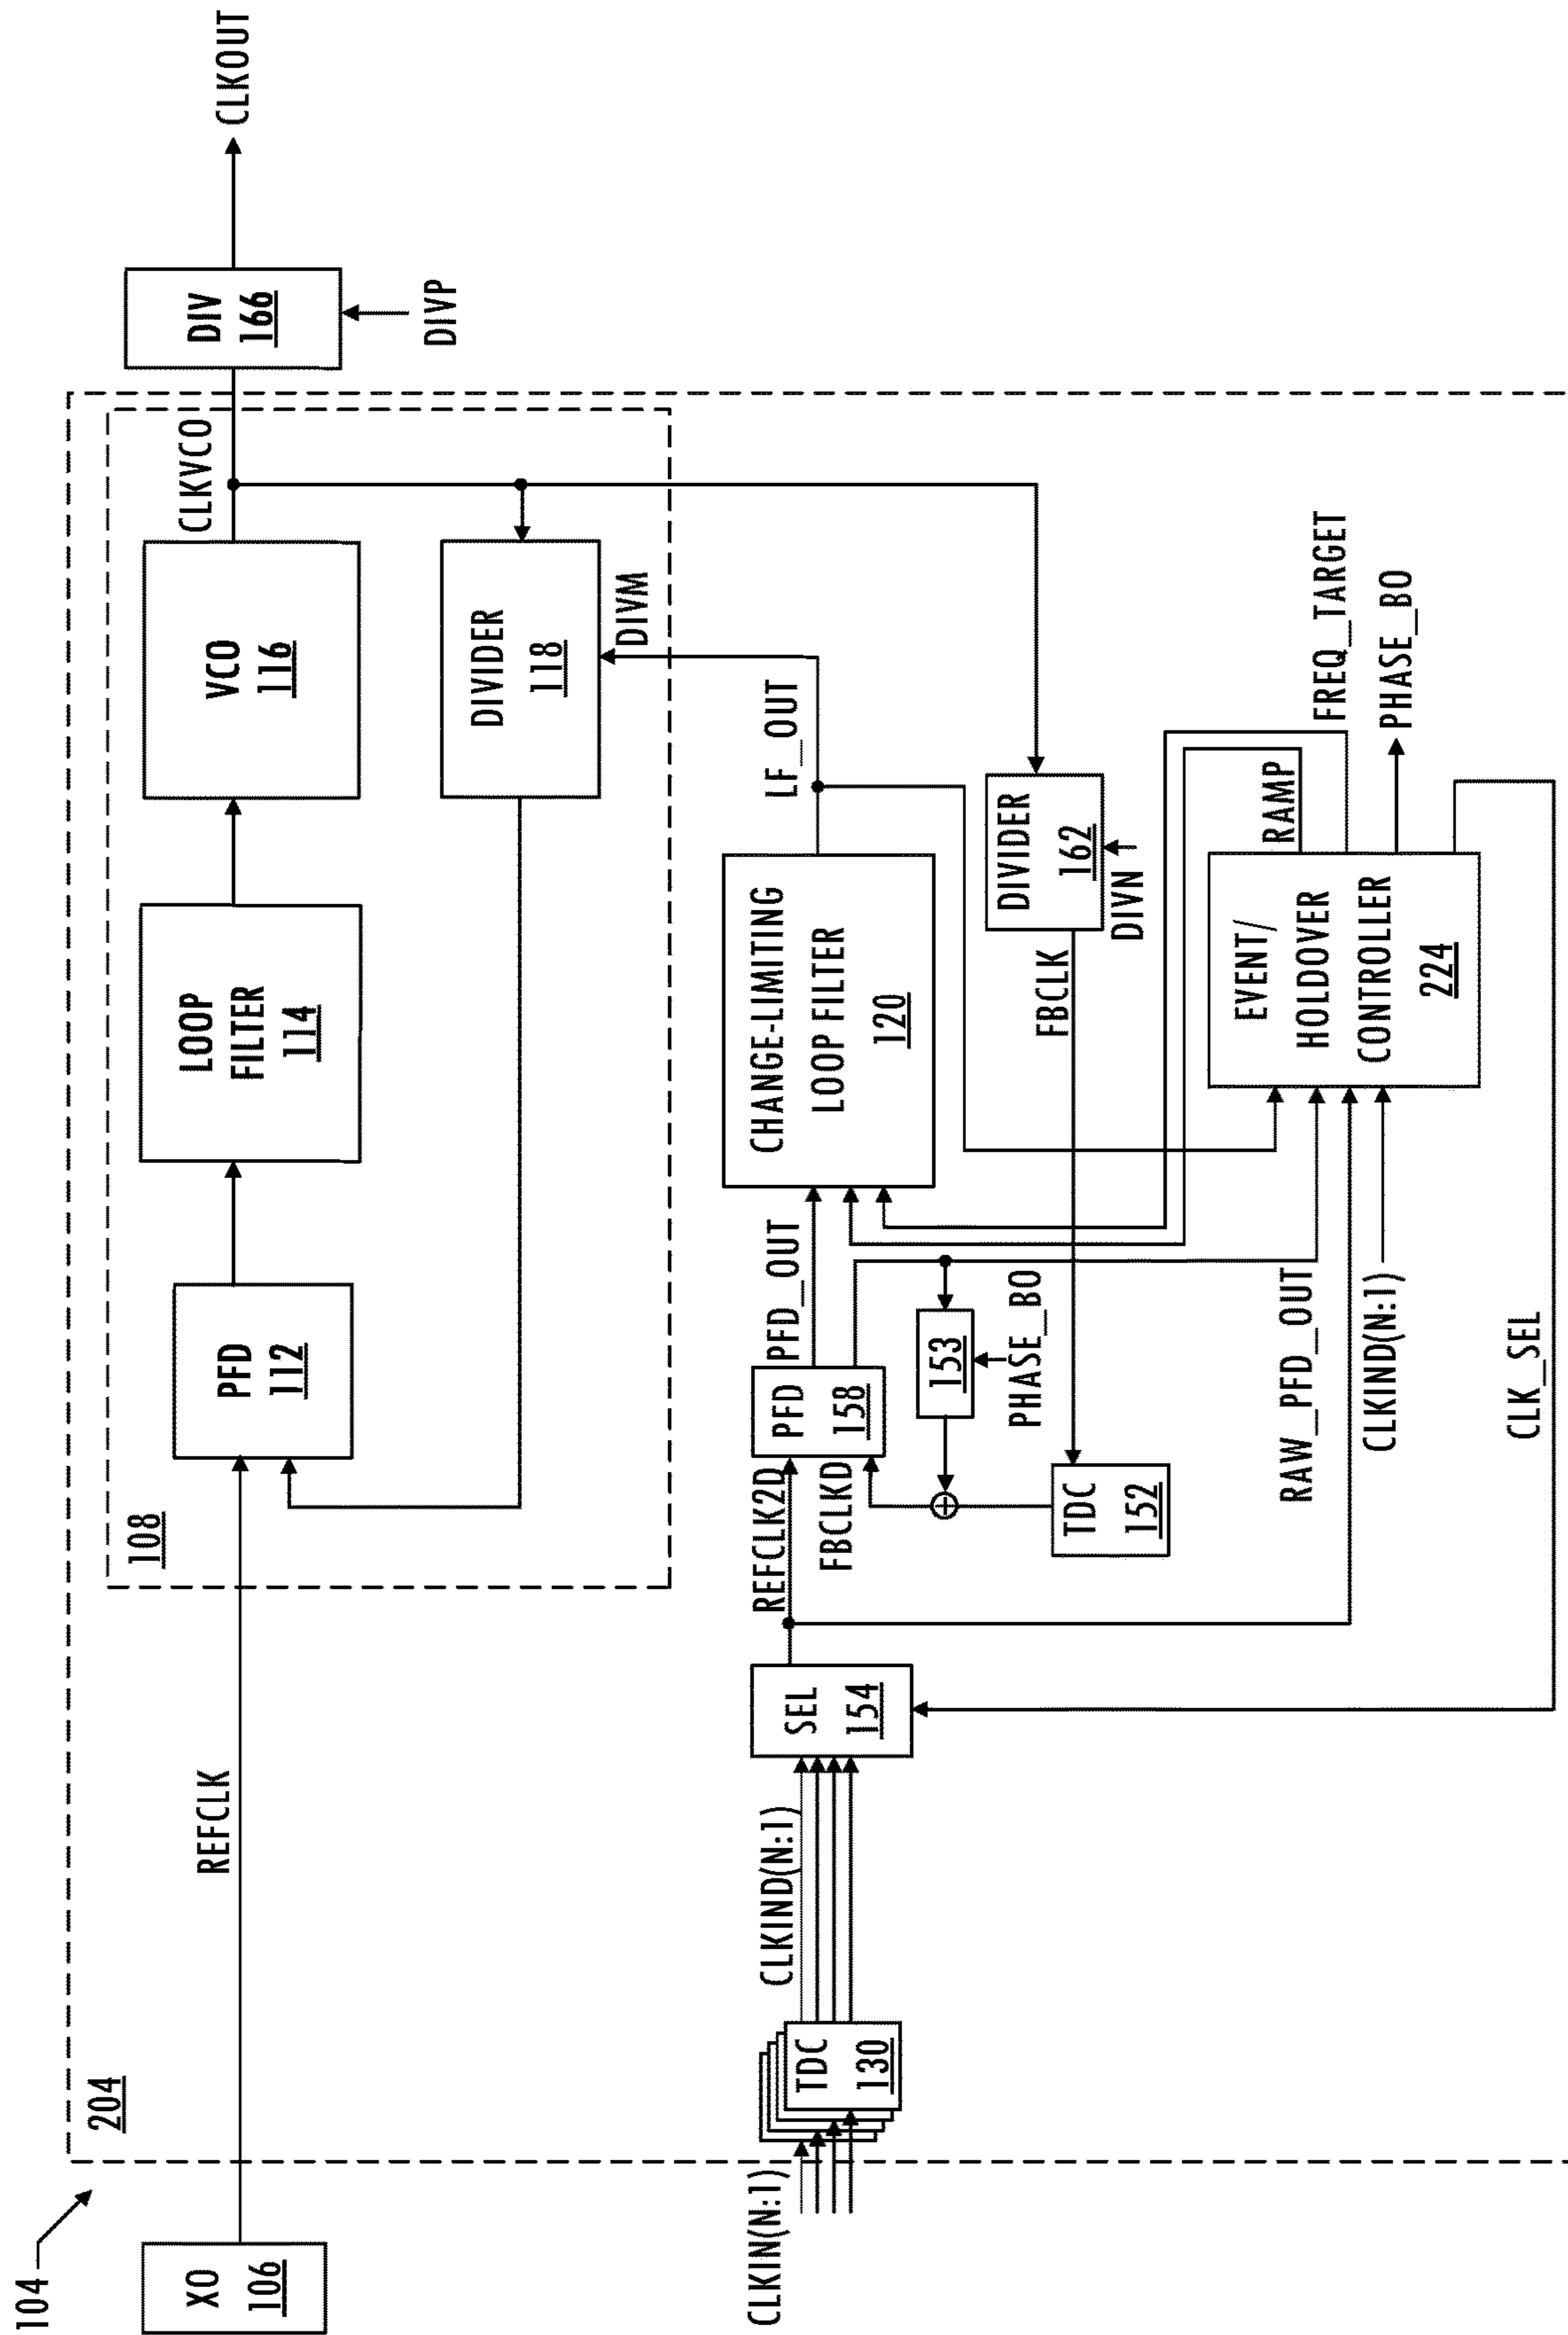 104
204
XO
106
REFCLK
108
PFD
112
LOOP
FILTER
114
VCO
116
CLKVCO
DIVIDER
118
DIVM
DIV
166
DIVP
CLKOUT
CLKIN(N:1)
TDC
130
CLKIND(N:1)
SEL
154
REFCLK2D
FBCLKD
PFD
158
PFD_OUT
153
PHASE_BO
TDC
152
CHANGE-LIMITING
LOOP FILTER
120
LF_OUT
FBCLK
DIVIDER
162
DIVN
RAW_PFD_OUT
CLKIND(N:1)
CLK_SEL
EVENT/
HOLDOVER
CONTROLLER
224
RAMP
FREQ_TARGET
PHASE_BO